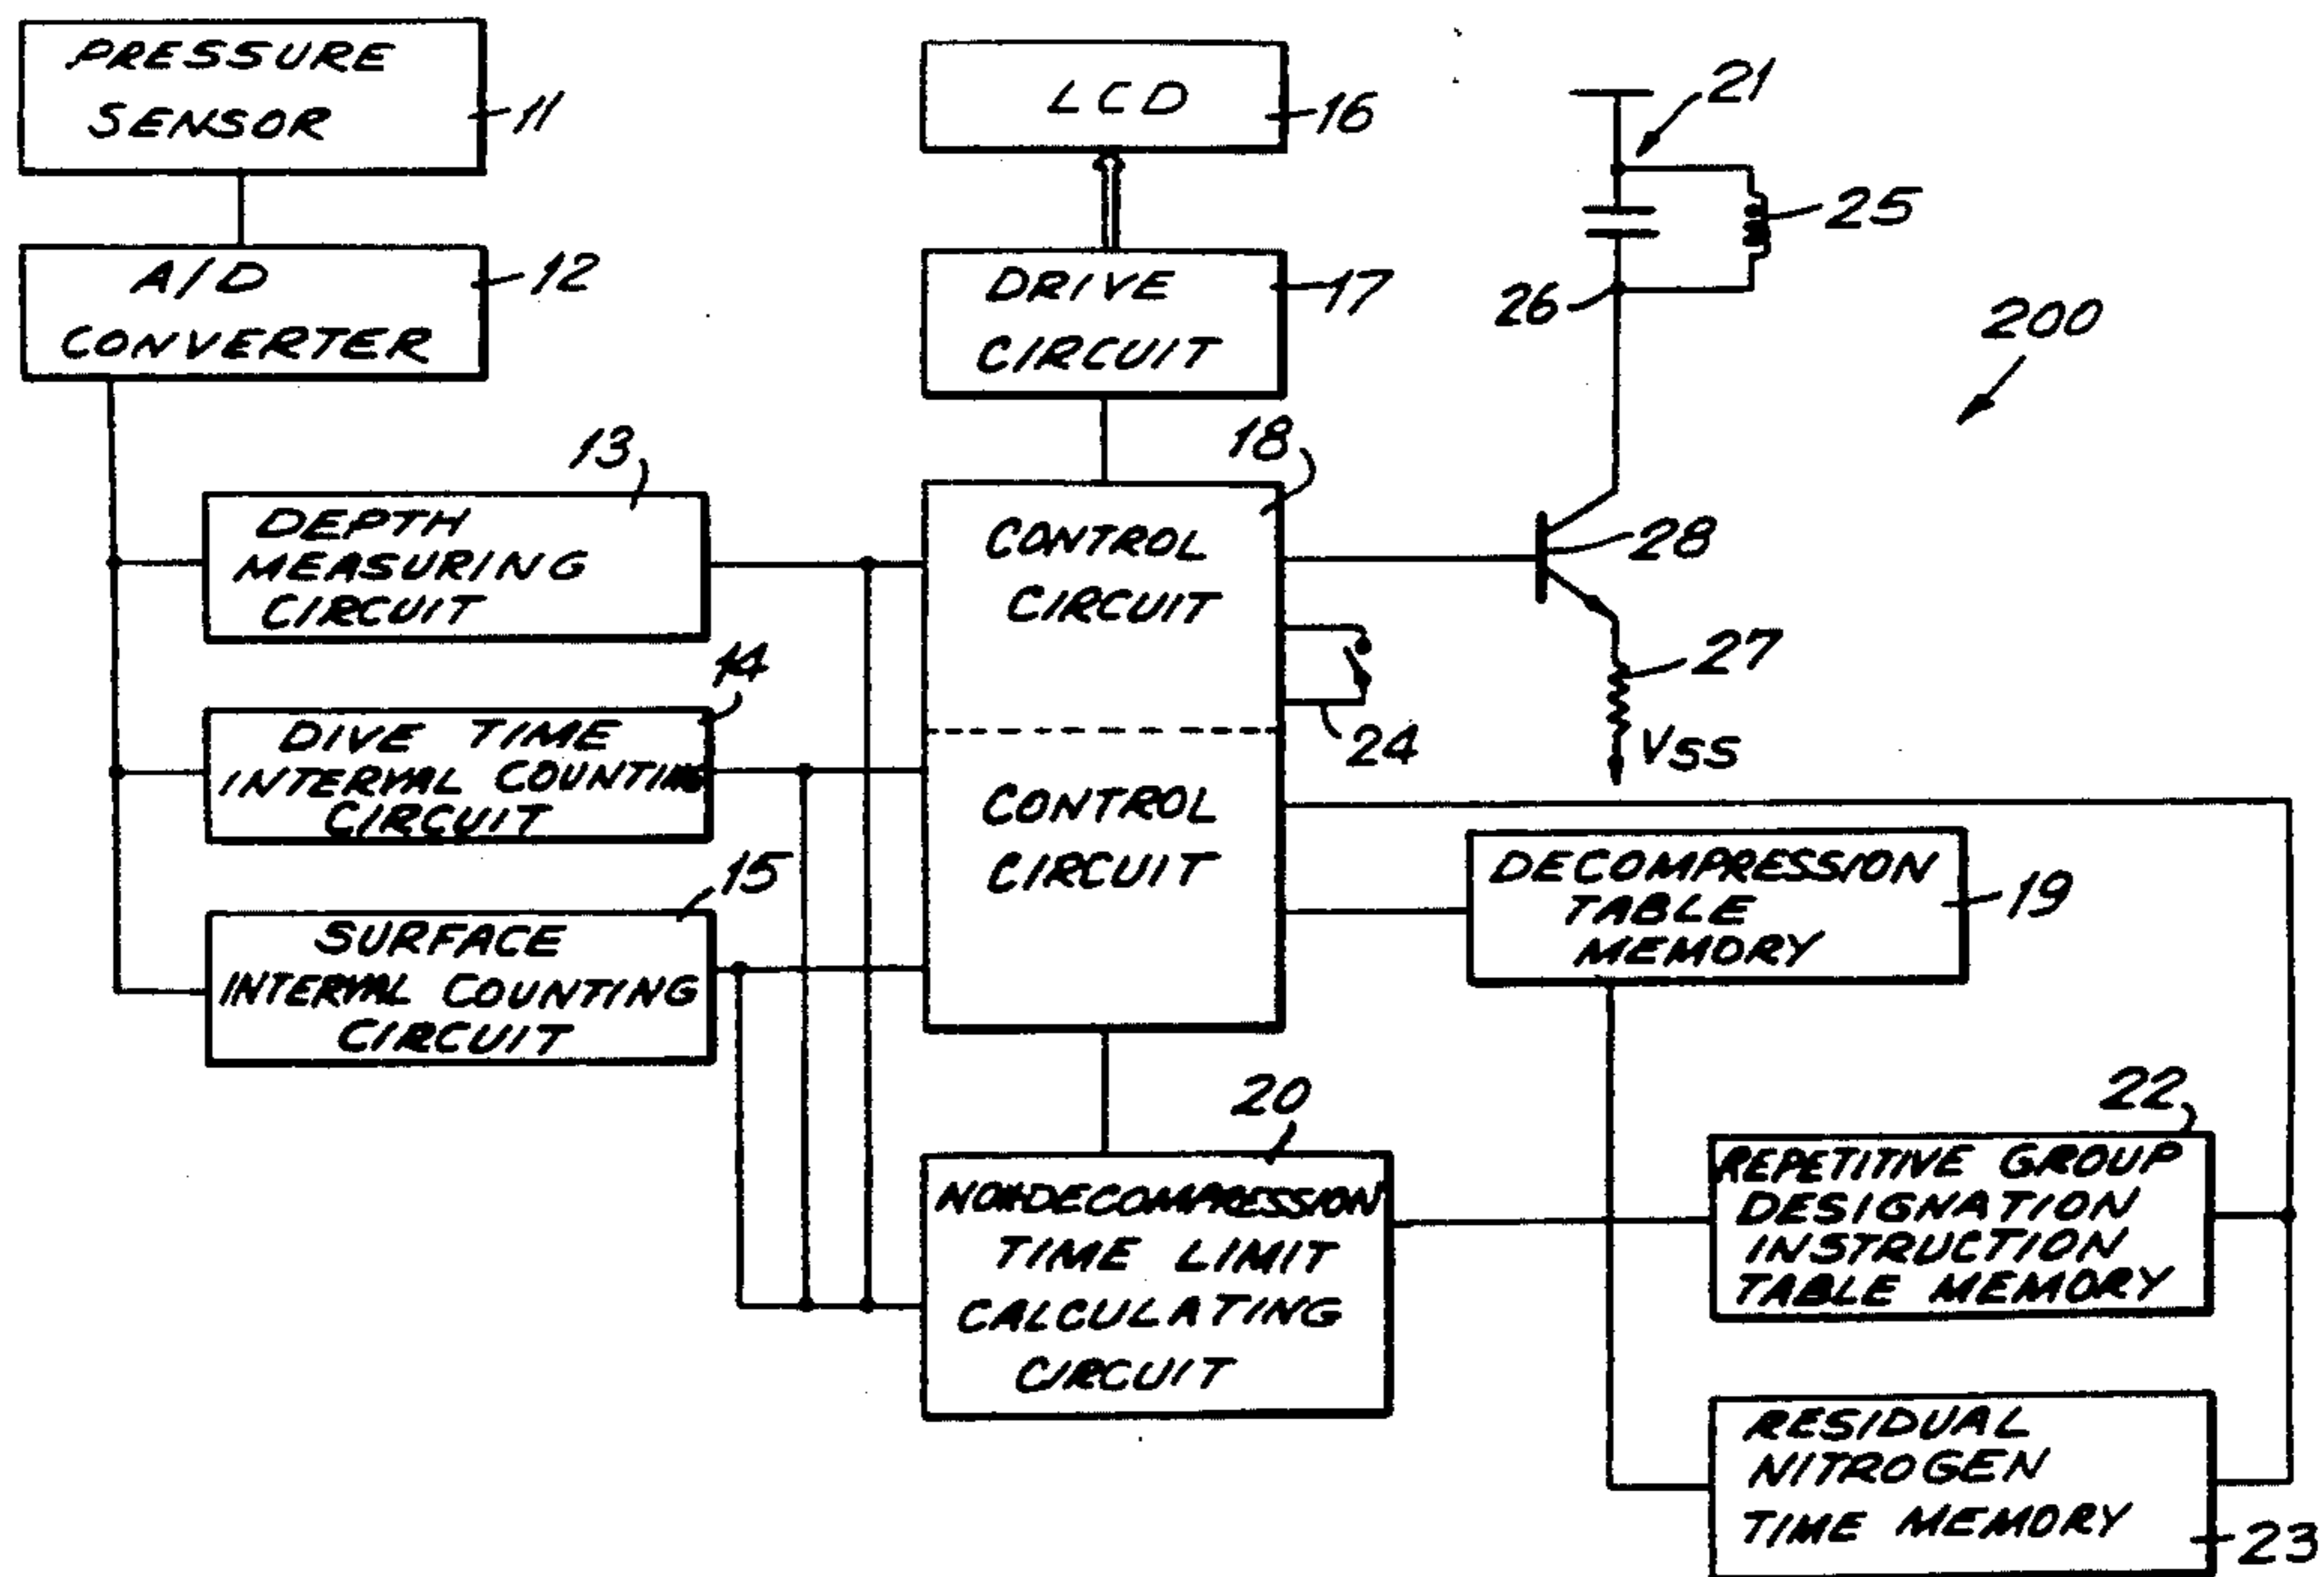 PRESSURE
SENSOR
11
A/D
CONVERTER
12
LCD
16
DRIVE
CIRCUIT
17
21
25
26
200
13
DEPTH
MEASURING
CIRCUIT
14
DIVE TIME
INTERVAL COUNTING
CIRCUIT
15
SURFACE
INTERVAL COUNTING
CIRCUIT
18
CONTROL
CIRCUIT
CONTROL
CIRCUIT
28
27
24
VSS
DECOMPRESSION
TABLE
MEMORY
19
20
NON-DECOMPRESSION
TIME LIMIT
CALCULATING
CIRCUIT
22
REPETITIVE GROUP
DESIGNATION
INSTRUCTION
TABLE MEMORY
RESIDUAL
NITROGEN
TIME MEMORY
23